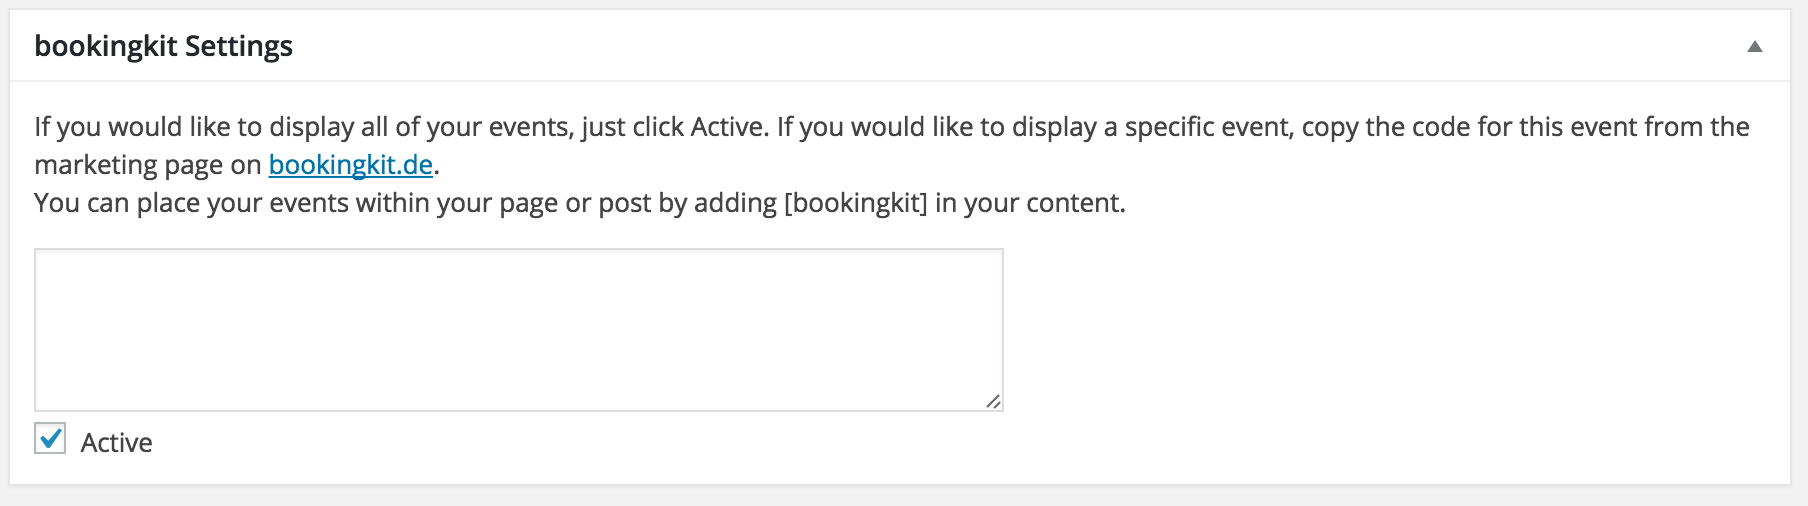 bookingkit Settings
If you would like to display all of your events, just click Active. If you would like to display a specific event, copy the code for this event from the
marketing page on bookingkit.de.
You can place your events within your page or post by adding [bookingkit] in your content.
Active